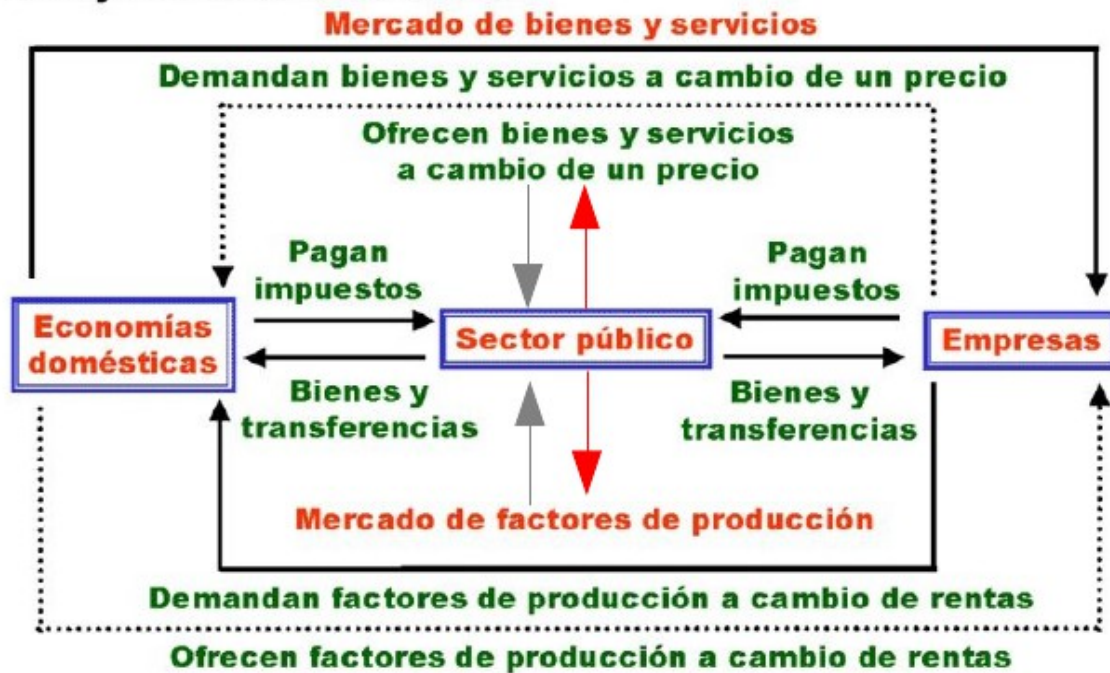 Mercado de bienes y servicios
Demandan bienes y servicios a cambio de un precio
Ofrecen bienes y servicios
a cambio de un precio
Pagan
impuestos
Pagan
impuestos
Economías
domésticas
Sector público
Empresas
Bienes y
transferencias
Bienes y
transferencias
Mercado de factores de producción
Demandan factores de producción a cambio de rentas
Ofrecen factores de producción a cambio de rentas